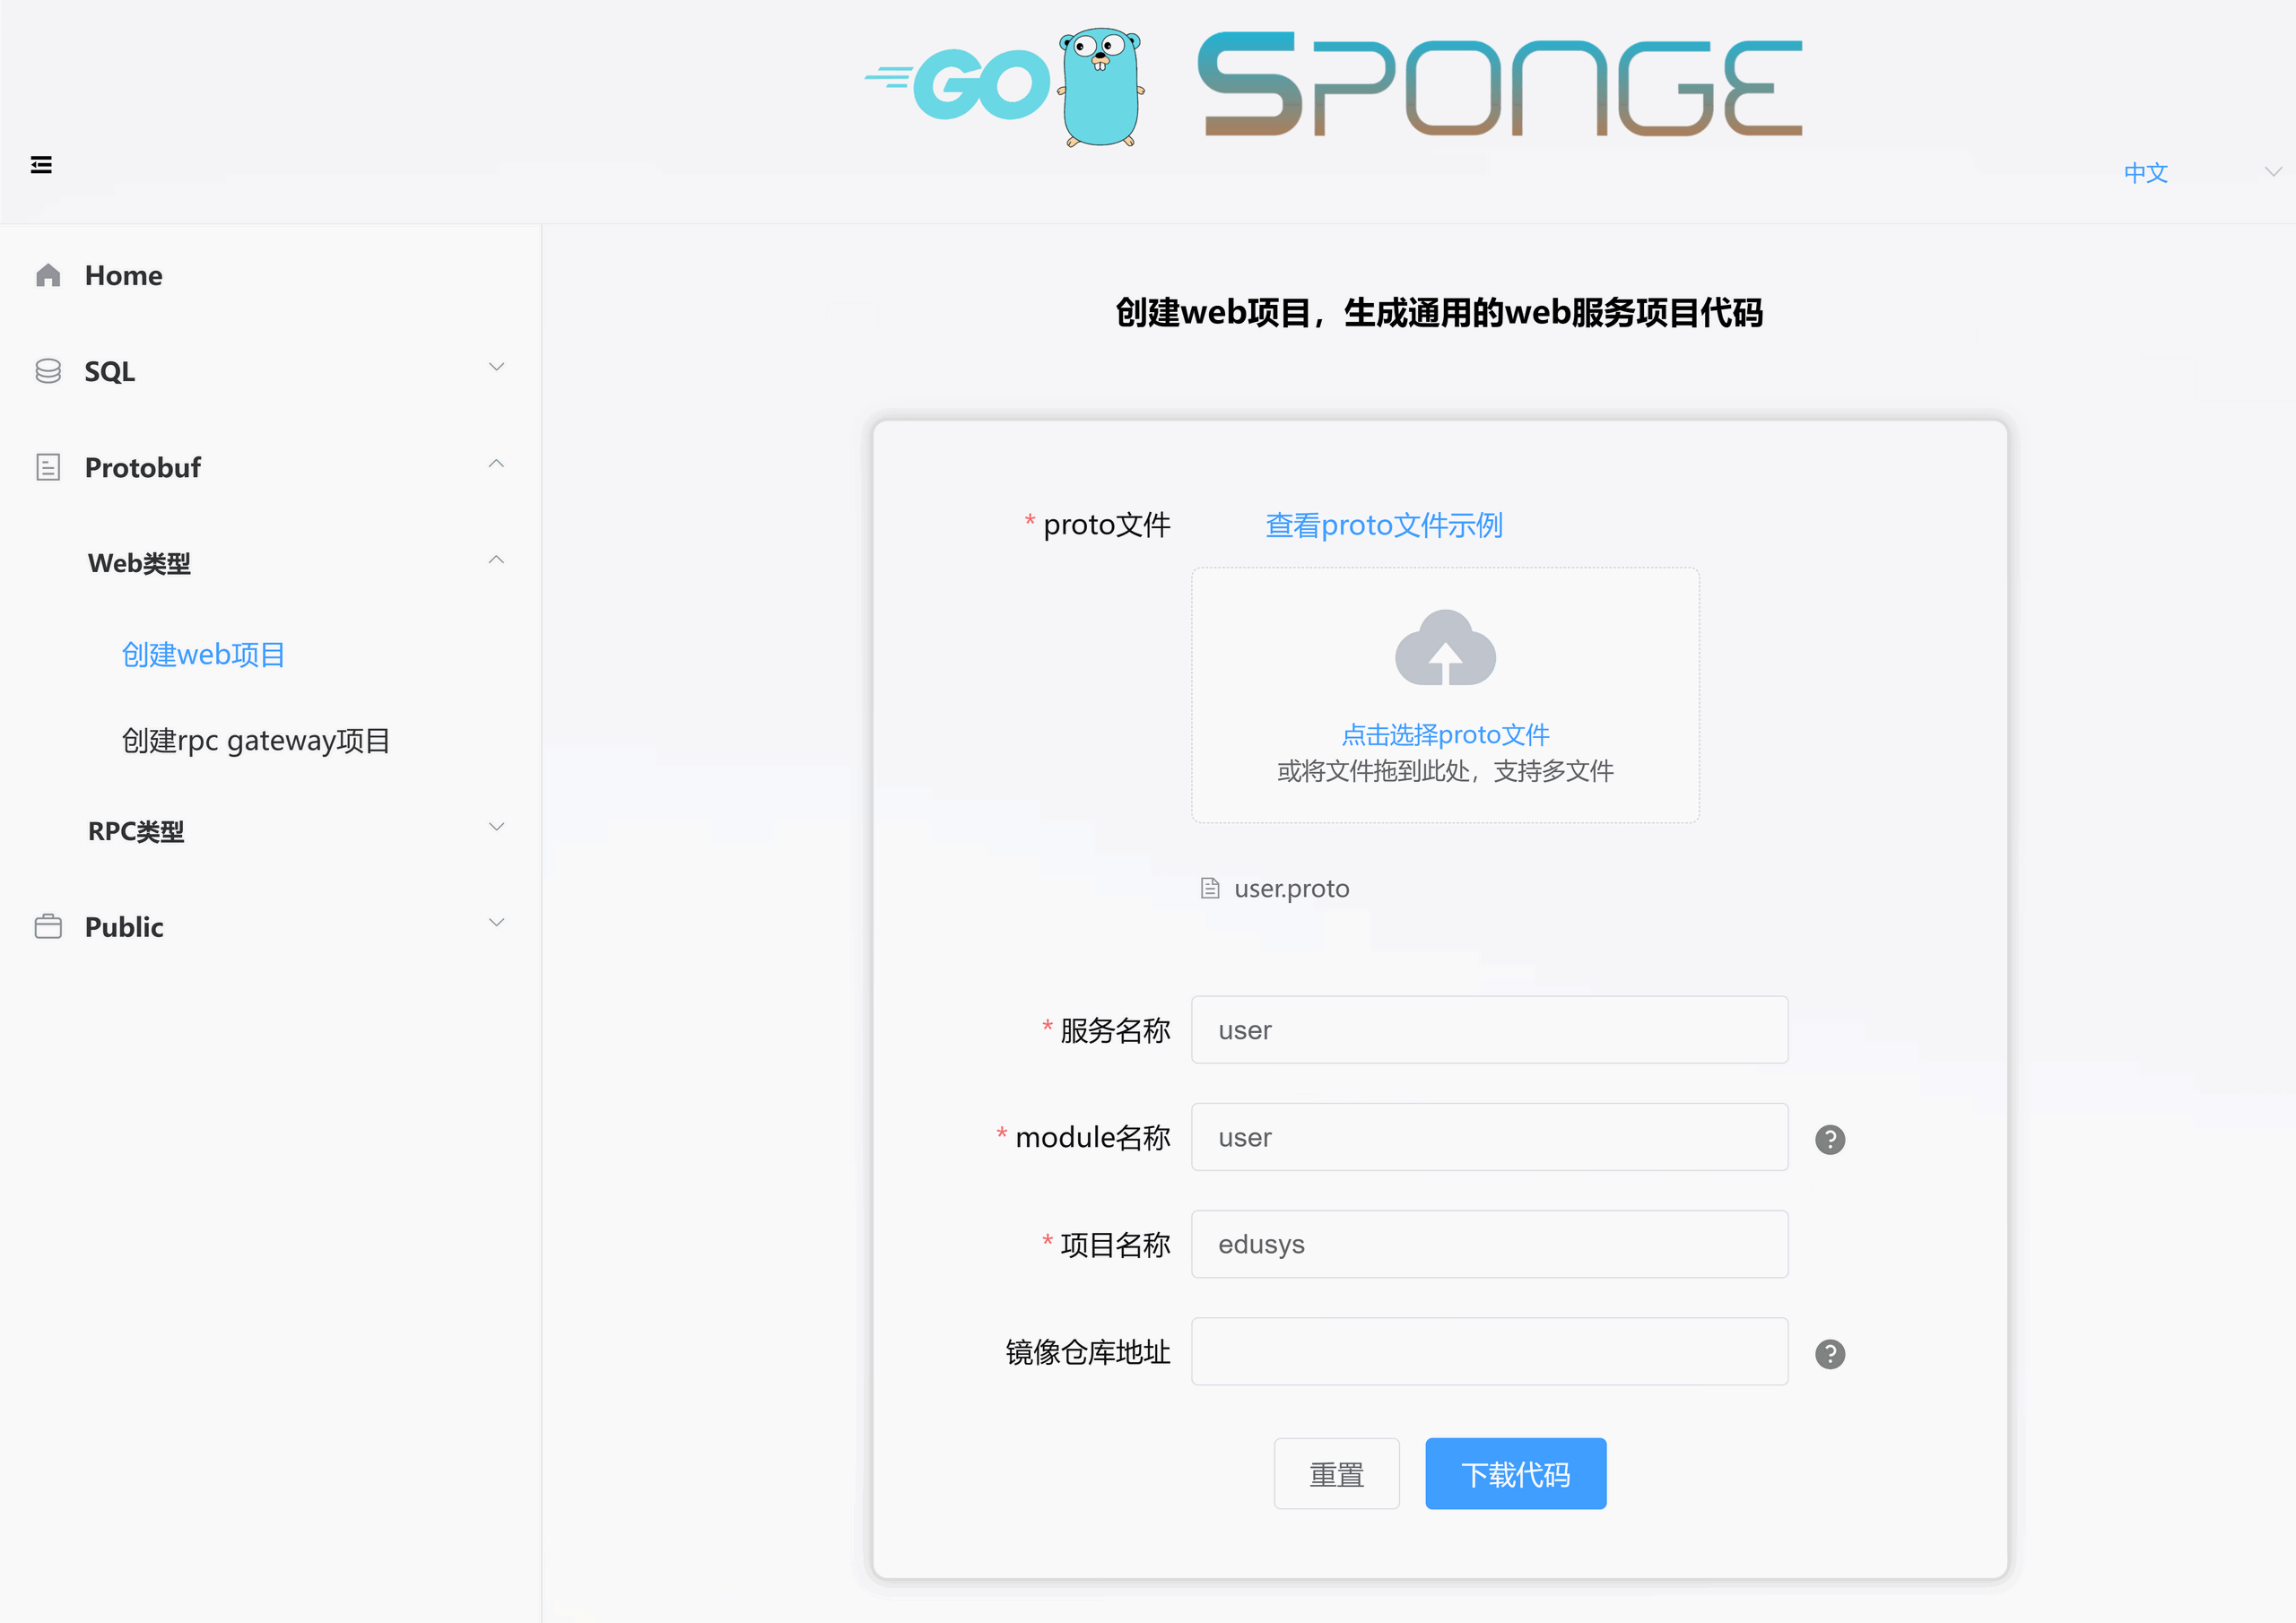 GO SPONGE
中文
Home
SQL
Protobuf
Web类型
创建web项目
创建rpc gateway项目
RPC类型
Public
创建web项目，生成通用的web服务项目代码
* proto文件 查看proto文件示例
点击选择proto文件
或将文件拖到此处，支持多文件
user.proto
* 服务名称 user
* module名称 user ?
* 项目名称 edusys
镜像仓库地址 ?
重置 下载代码